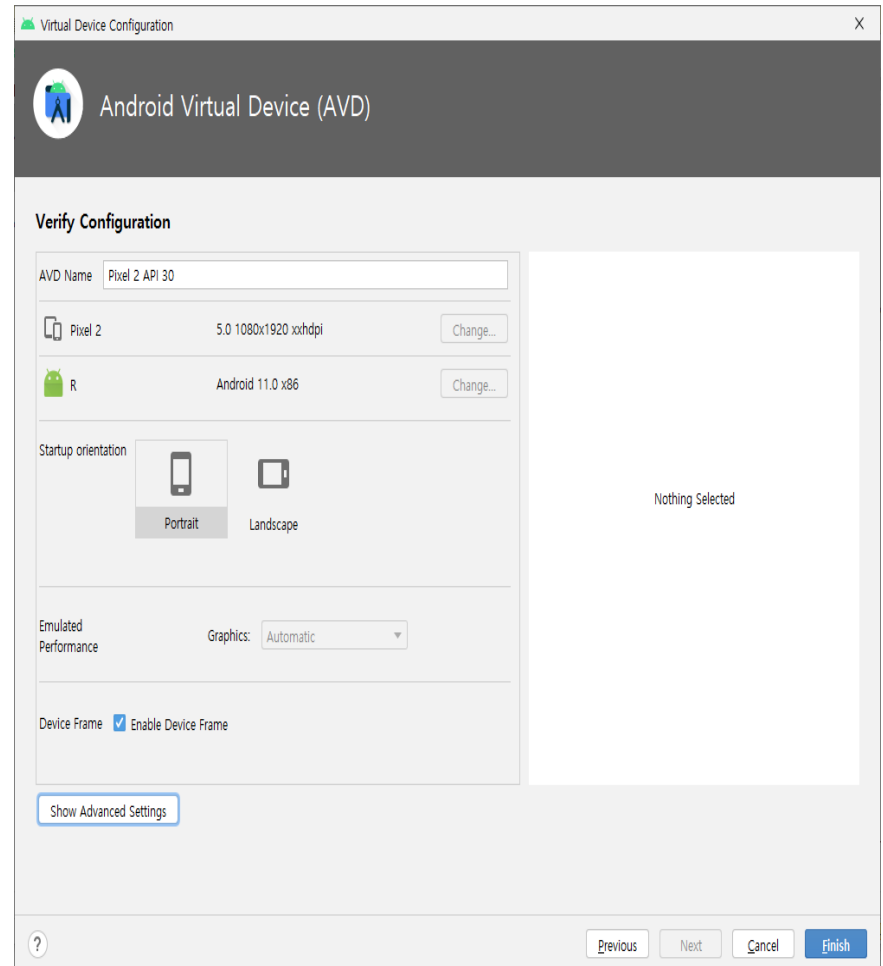 Virtual Device Configuration
X
Android Virtual Device (AVD)
Verify Configuration
AVD Name Pixel 2 API 30
Pixel 2 5.0 1080x1920 xxhdpi Change...
R Android 11.0 x86 Change...
Startup orientation
Portrait Landscape
Nothing Selected
Emulated
Performance
Graphics: Automatic
Device Frame Enable Device Frame
Show Advanced Settings
? Previous Next Cancel Finish